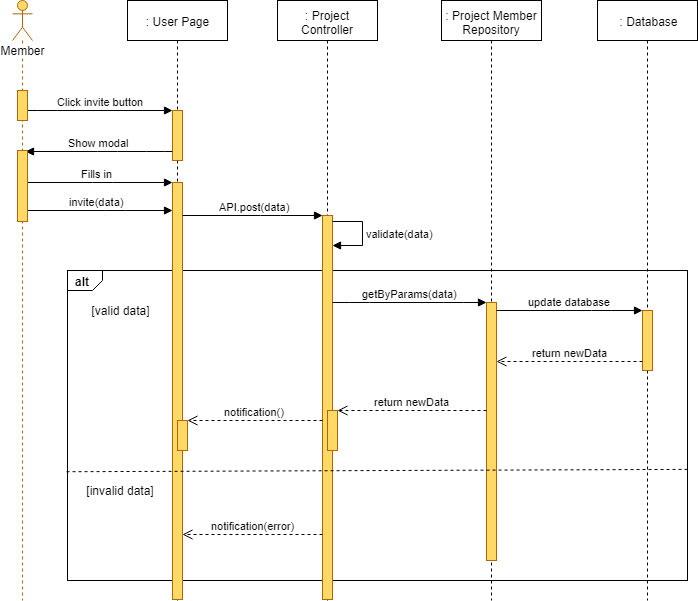 : User Page
: Project
Controller
: Project Member
Repository
: Database
Member
Click invite button
Show modal
Fills in
invite(data)
API.post(data)
validate(data)
alt
[valid data]
getByParams(data)
update database
return newData
return newData
notification()
[invalid data]
notification(error)